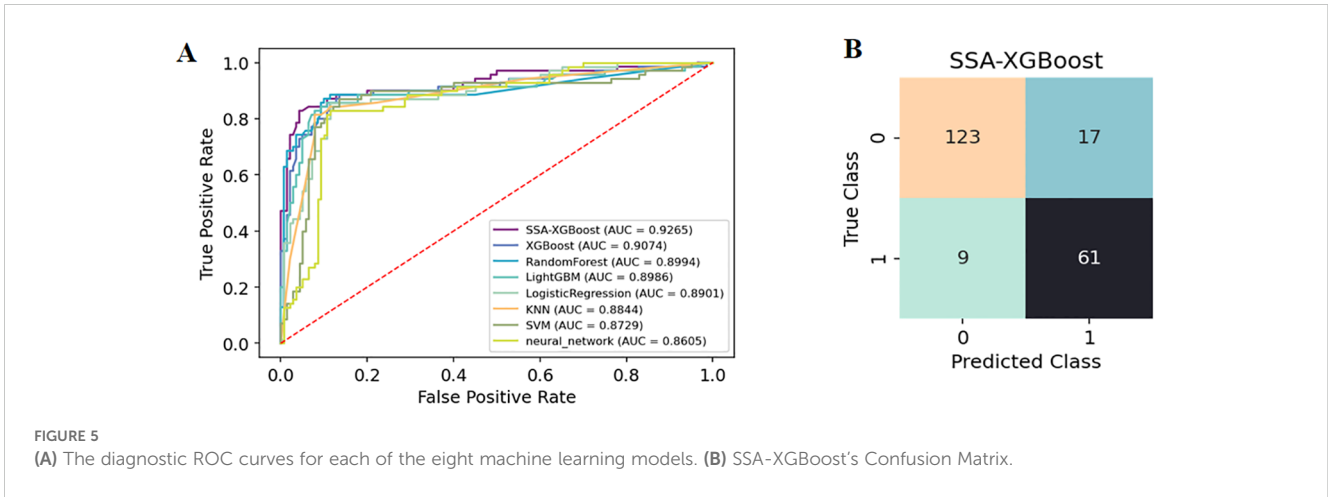 A
True Positive Rate
1.0
0.8
0.6
0.4
0.2
0.0
0.0 0.2 0.4 0.6 0.8 1.0
False Positive Rate
SSA-XGBoost (AUC = 0.9265)
XGBoost (AUC = 0.9074)
RandomForest (AUC = 0.8994)
LightGBM (AUC = 0.8986)
LogisticRegression (AUC = 0.8901)
KNN (AUC = 0.8844)
SVM (AUC = 0.8729)
neural_network (AUC = 0.8605)
B
SSA-XGBoost
True Class
0
123 17
1
9 61
0 1
Predicted Class
FIGURE 5
(A) The diagnostic ROC curves for each of the eight machine learning models. (B) SSA-XGBoost’s Confusion Matrix.